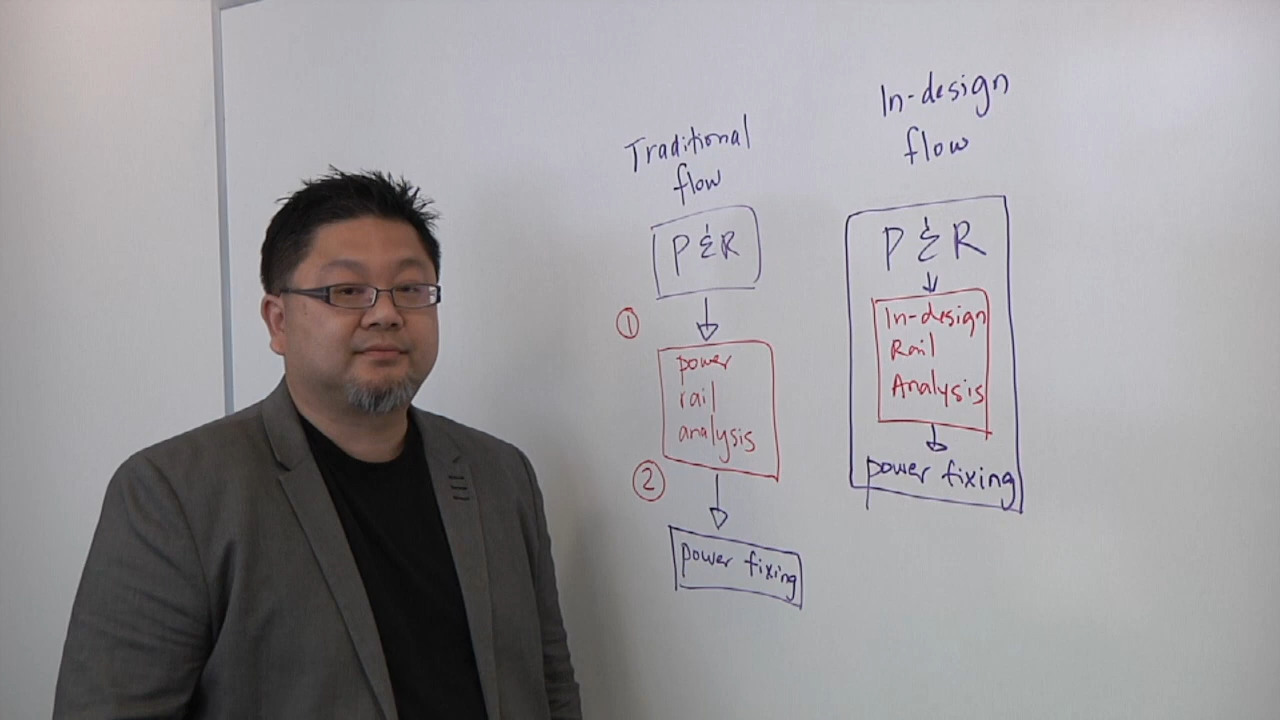 Traditional
flow
P & R
①
power
rail
analysis
②
power fixing
In-design
flow
P & R
In-design
Rail
Analysis
power fixing